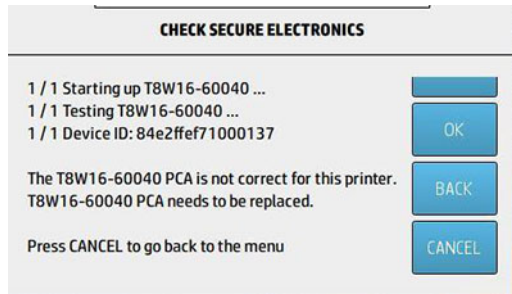 CHECK SECURE ELECTRONICS
1 / 1 Starting up T8W16-60040 ...
1 / 1 Testing T8W16-60040 ...
1 / 1 Device ID: 84e2ffef71000137
OK
The T8W16-60040 PCA is not correct for this printer.
T8W16-60040 PCA needs to be replaced.
BACK
Press CANCEL to go back to the menu
CANCEL